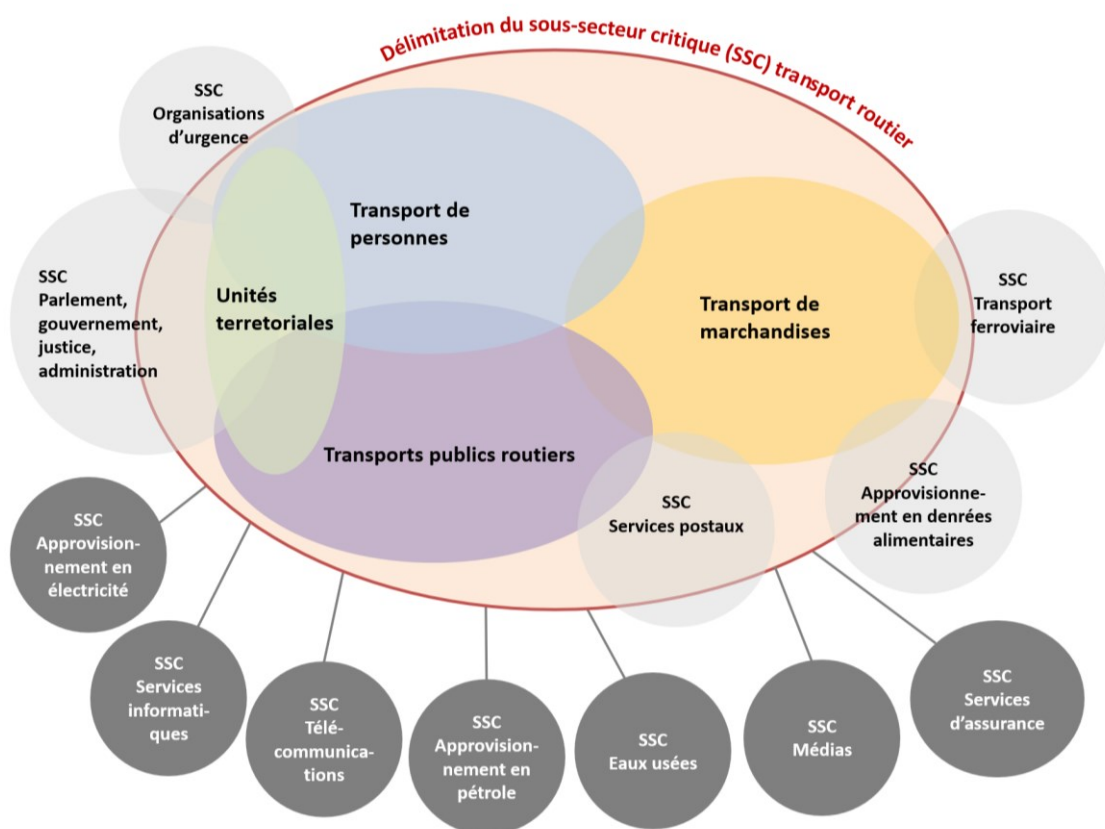 Délimitation du sous-secteur critique (SSC) transport routier
SSC
Organisations
d'urgence
Transport de
personnes
SSC
Parlement,
gouvernement,
justice,
administration
Unités
terretoriales
Transport de
marchandises
SSC
Transport
ferroviaire
Transports publics routiers
SSC
Services postaux
SSC
Approvisionne-
ment en denrées
alimentaires
SSC
Approvision-
nement en
électricité
SSC
Services
informati-
ques
SSC
Télé-
communica-
tions
SSC
Approvision-
nement en
pétrole
SSC
Eaux usées
SSC
Médias
SSC
Services
d'assurance